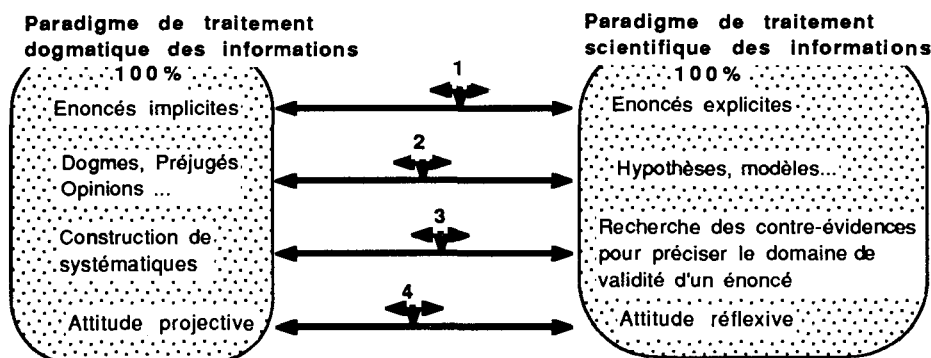 Paradigme de traitement
dogmatique des informations
100%
Enoncés implicites
Dogmes, Préjugés
Opinions ...
Construction de
systématiques
Attitude projective
1
2
3
4
Paradigme de traitement
scientifique des informations
100%
Enoncés explicites
Hypothèses, modèles...
Recherche des contre-évidences
pour préciser le domaine de
validité d'un énoncé
Attitude réflexive